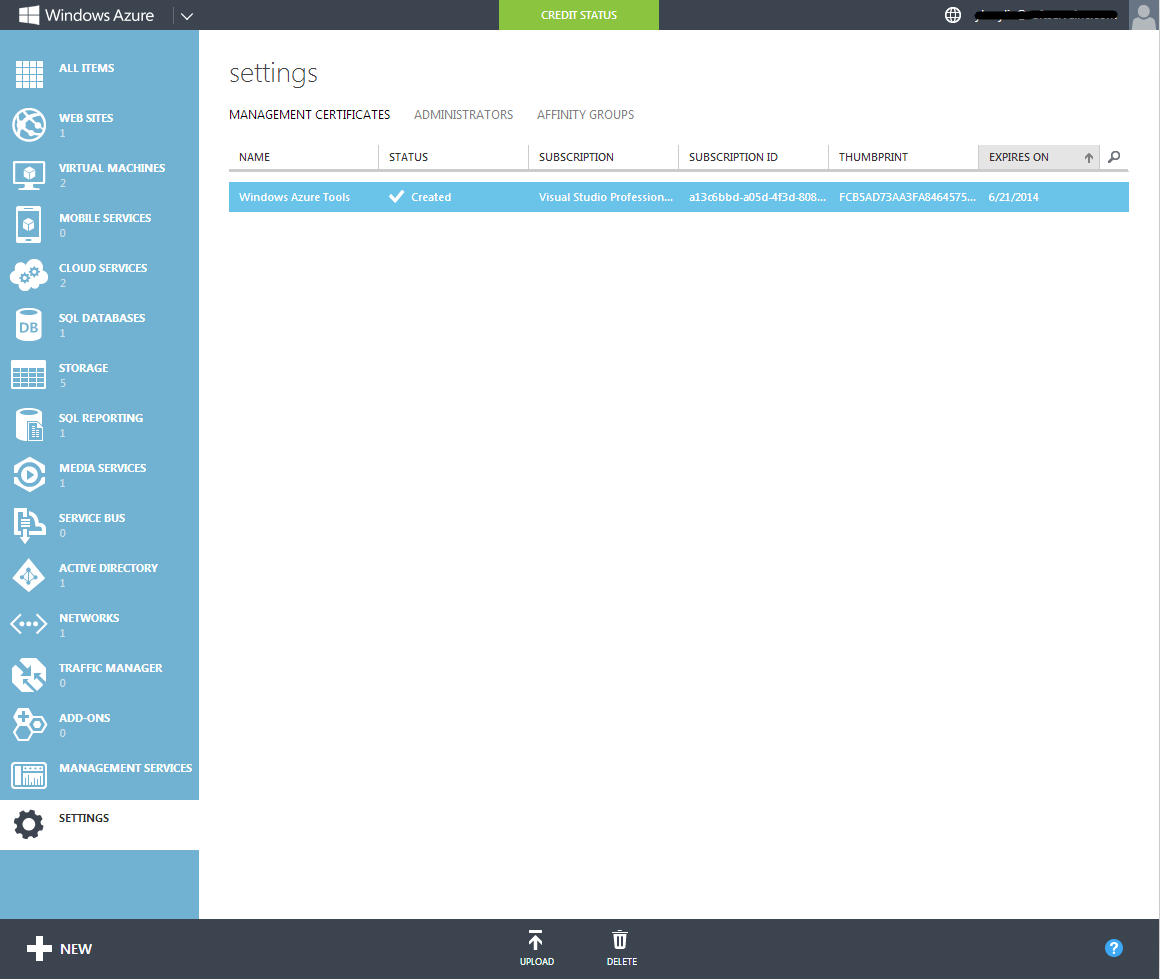 Windows Azure
CREDIT STATUS
ALL ITEMS
WEB SITES
1
VIRTUAL MACHINES
2
MOBILE SERVICES
0
CLOUD SERVICES
2
DB
SQL DATABASES
1
STORAGE
5
SQL REPORTING
1
MEDIA SERVICES
1
SERVICE BUS
0
ACTIVE DIRECTORY
1
NETWORKS
1
TRAFFIC MANAGER
0
ADD-ONS
0
MANAGEMENT SERVICES
SETTINGS
settings
MANAGEMENT CERTIFICATES ADMINISTRATORS AFFINITY GROUPS
NAME STATUS SUBSCRIPTION SUBSCRIPTION ID THUMBPRINT EXPIRES ON
Windows Azure Tools Created Visual Studio Profession... a13c6bbd-a05d-4f3d-808... FCB5AD73AA3FA8464575... 6/21/2014
NEW
UPLOAD
DELETE
?